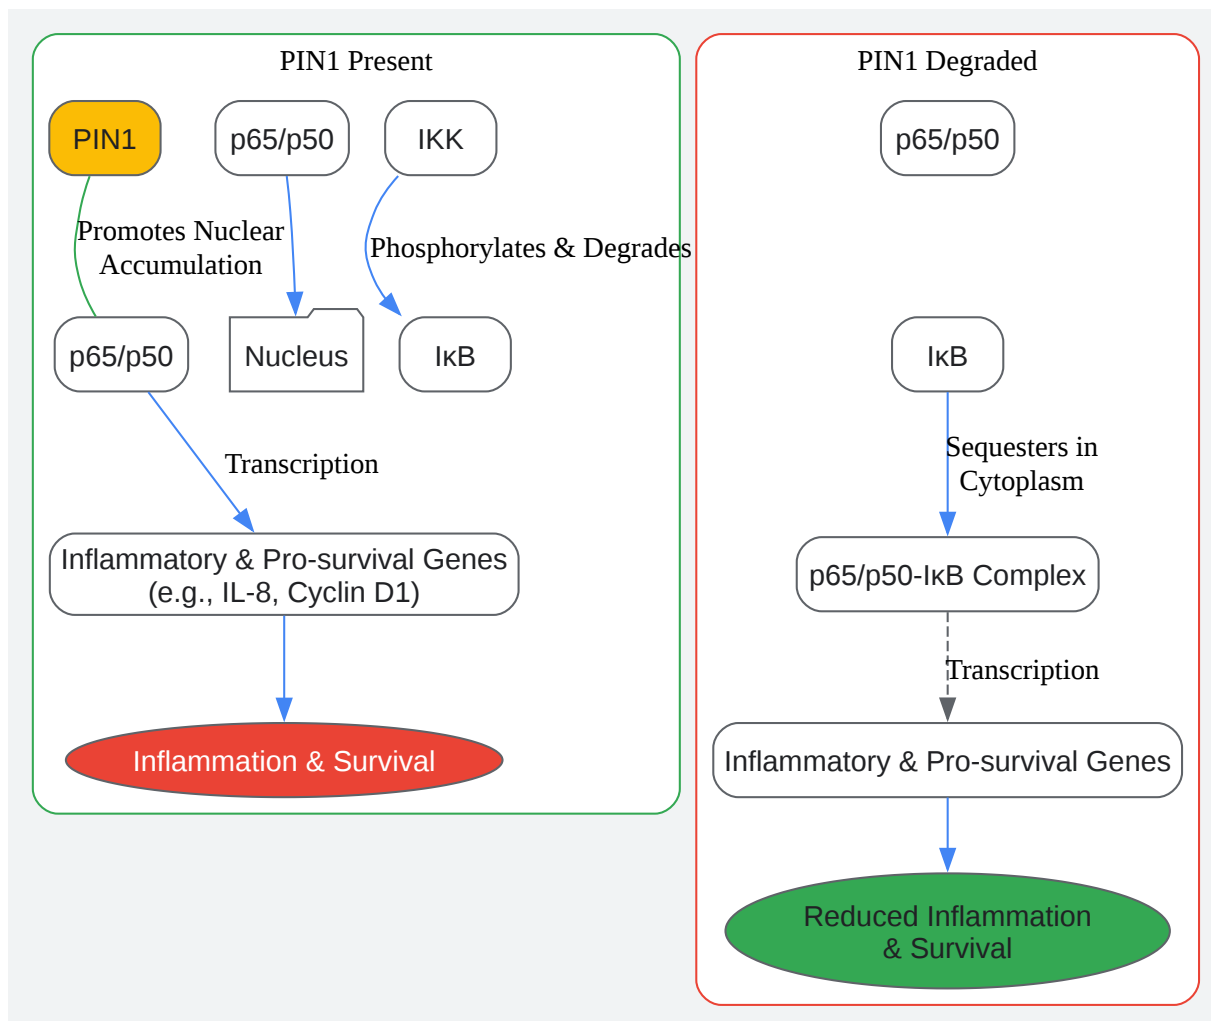 PIN1 Present
PIN1
p65/p50
IKK
Promotes Nuclear
Accumulation
Phosphorylates & Degrades
p65/p50
Nucleus
IκB
Transcription
Inflammatory & Pro-survival Genes
(e.g., IL-8, Cyclin D1)
Inflammation & Survival
PIN1 Degraded
p65/p50
IκB
Sequesters in
Cytoplasm
p65/p50-IκB Complex
Transcription
Inflammatory & Pro-survival Genes
Reduced Inflammation
& Survival